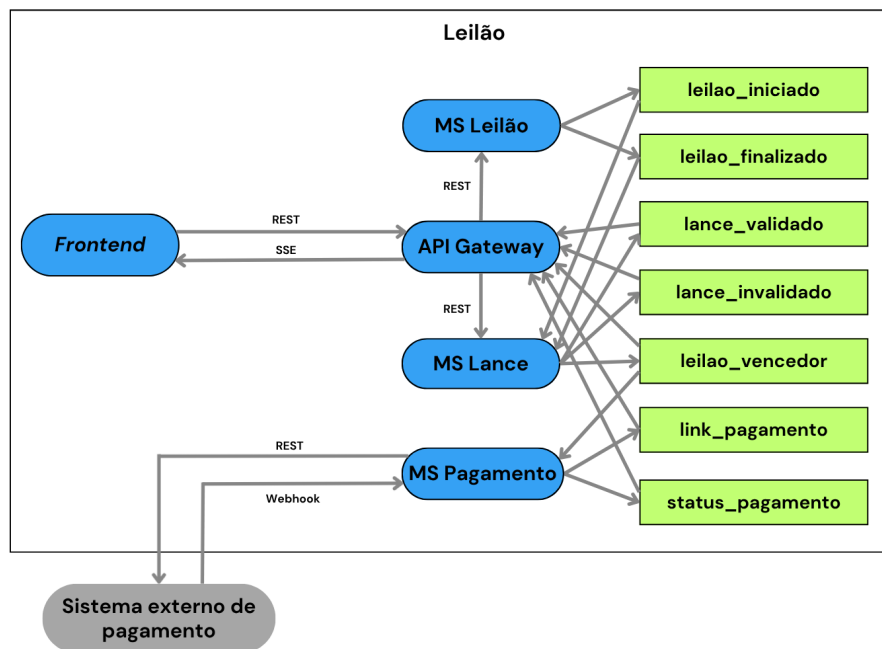 Leilão
leilao_iniciado
MS Leilão
leilao_finalizado
REST
REST
lance_validado
Frontend
API Gateway
SSE
lance_invalidado
REST
MS Lance
leilao_vencedor
link_pagamento
REST
MS Pagamento
Webhook
status_pagamento
Sistema externo de
pagamento